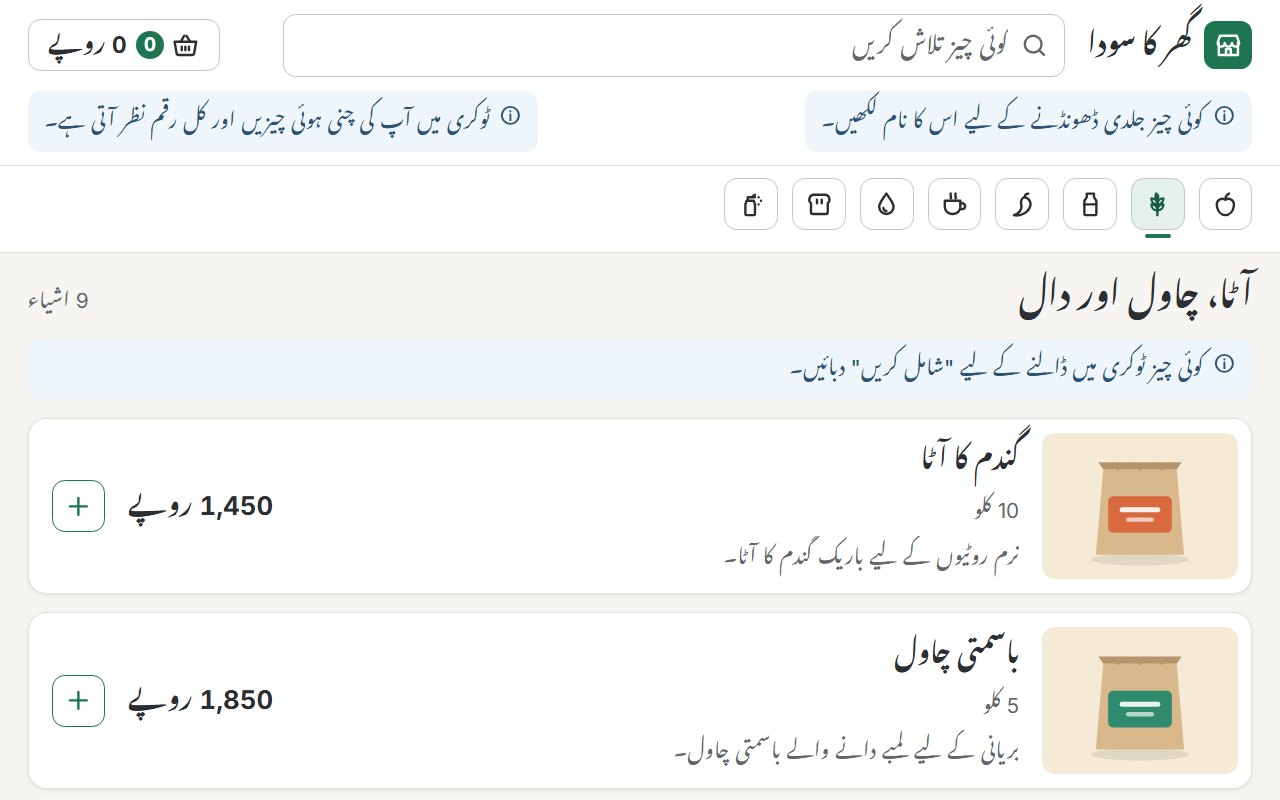 گھر کا سودا
کوئی چیز تلاش کریں
0 0 روپے
کوئی چیز جلدی ڈھونڈنے کے لیے اس کا نام لکھیں۔
ٹوکری میں آپ کی چنی ہوئی چیزیں اور کل رقم نظر آتی ہے۔
آٹا، چاول اور دال
9 اشیاء
کوئی چیز ٹوکری میں ڈالنے کے لیے "شامل کریں" دبائیں۔
گندم کا آٹا
10 کلو
نرم روٹیوں کے لیے باریک گندم کا آٹا۔
1,450 روپے
باسمتی چاول
5 کلو
بریانی کے لیے لمبے دانے والے باسمتی چاول۔
1,850 روپے